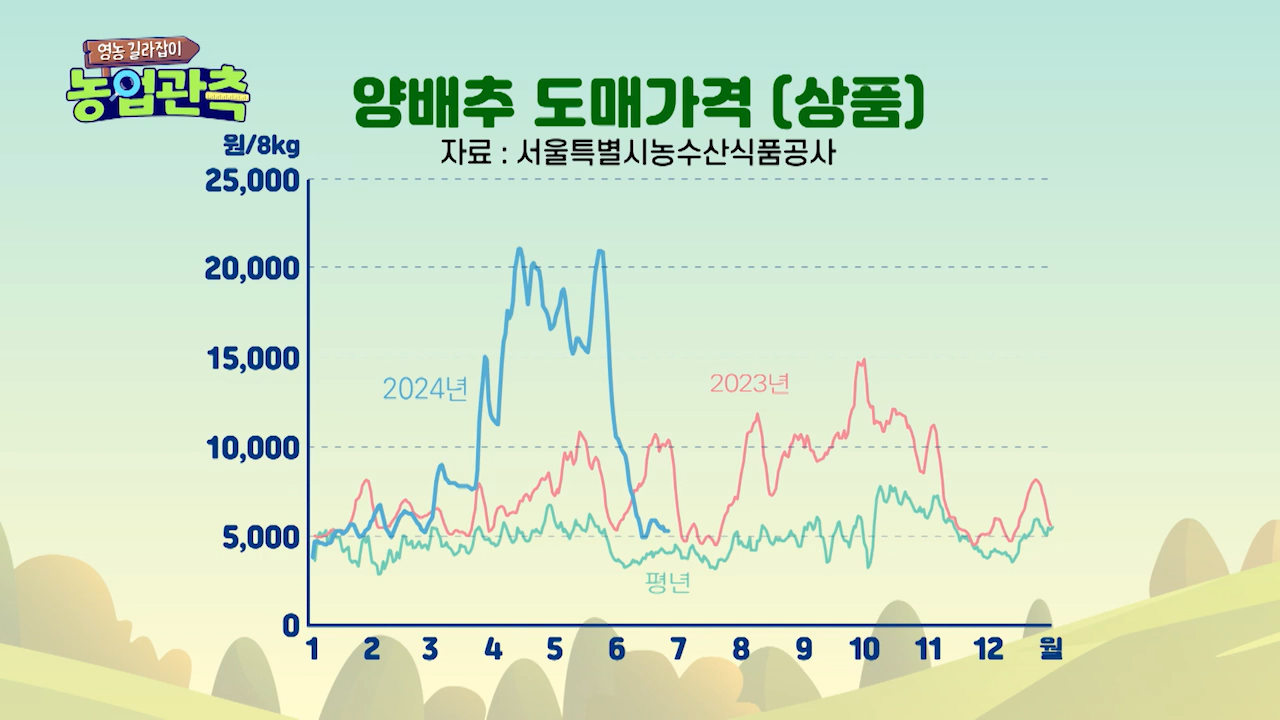 영농 길라잡이
농업관측
양배추 도매가격 (상품)
자료 : 서울특별시농수산식품공사
원/8kg
25,000
20,000
15,000
10,000
5,000
0
2024년
2023년
평년
1 2 3 4 5 6 7 8 9 10 11 12 월